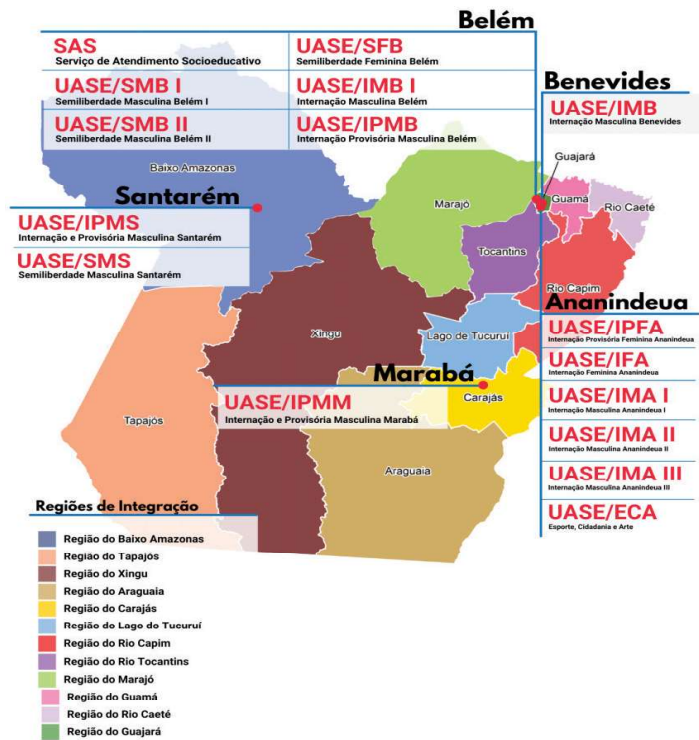 Belém
SAS
Serviço de Atendimento Socioeducativo
UASE/SFB
Semiliberdade Feminina Belém
UASE/SMB I
Semiliberdade Masculina Belém I
UASE/IMB I
Internação Masculina Belém
UASE/SMB II
Semiliberdade Masculina Belém II
UASE/IPMB
Internação Provisória Masculina Belém
Benevides
UASE/IMB
Internação Masculina Benevides
Baixo Amazonas
Guajará
Marajó
Guamá
Rio Caeté
Santarém
UASE/IPMS
Internação e Provisória Masculina Santarém
UASE/SMS
Semiliberdade Masculina Santarém
Tocantins
Rio Capim
Xingu
Lago de Tucuruí
Ananindeua
UASE/IPFA
Internação Provisória Feminina Ananindeua
UASE/IFA
Internação Feminina Ananindeua
UASE/IMA I
Internação Masculina Ananindeua I
UASE/IMA II
Internação Masculina Ananindeua II
UASE/IMA III
Internação Masculina Ananindeua III
UASE/ECA
Esporte, Cidadania e Arte
Marabá
UASE/IPMM
Internação e Provisória Masculina Marabá
Carajás
Tapajós
Araguaia
Regiões de Integração
Região do Baixo Amazonas
Região do Tapajós
Região do Xingu
Região do Araguaia
Região do Carajás
Região do Lago do Tucuruí
Região do Rio Capim
Região do Rio Tocantins
Região do Marajó
Região do Guamá
Região do Rio Caeté
Região do Guajará